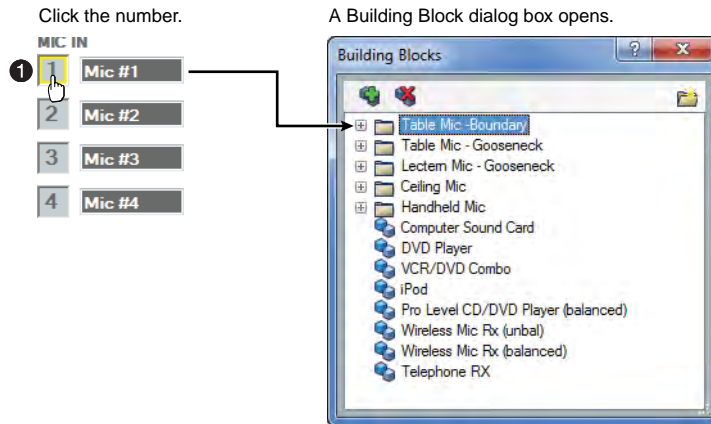 Click the number.
A Building Block dialog box opens.
MIC IN
1
1 Mic #1
2 Mic #2
3 Mic #3
4 Mic #4
Building Blocks
?
Table Mic -Boundary
Table Mic - Gooseneck
Lectern Mic - Gooseneck
Ceiling Mic
Handheld Mic
Computer Sound Card
DVD Player
VCR/DVD Combo
iPod
Pro Level CD/DVD Player (balanced)
Wireless Mic Rx (unbal)
Wireless Mic Rx (balanced)
Telephone RX